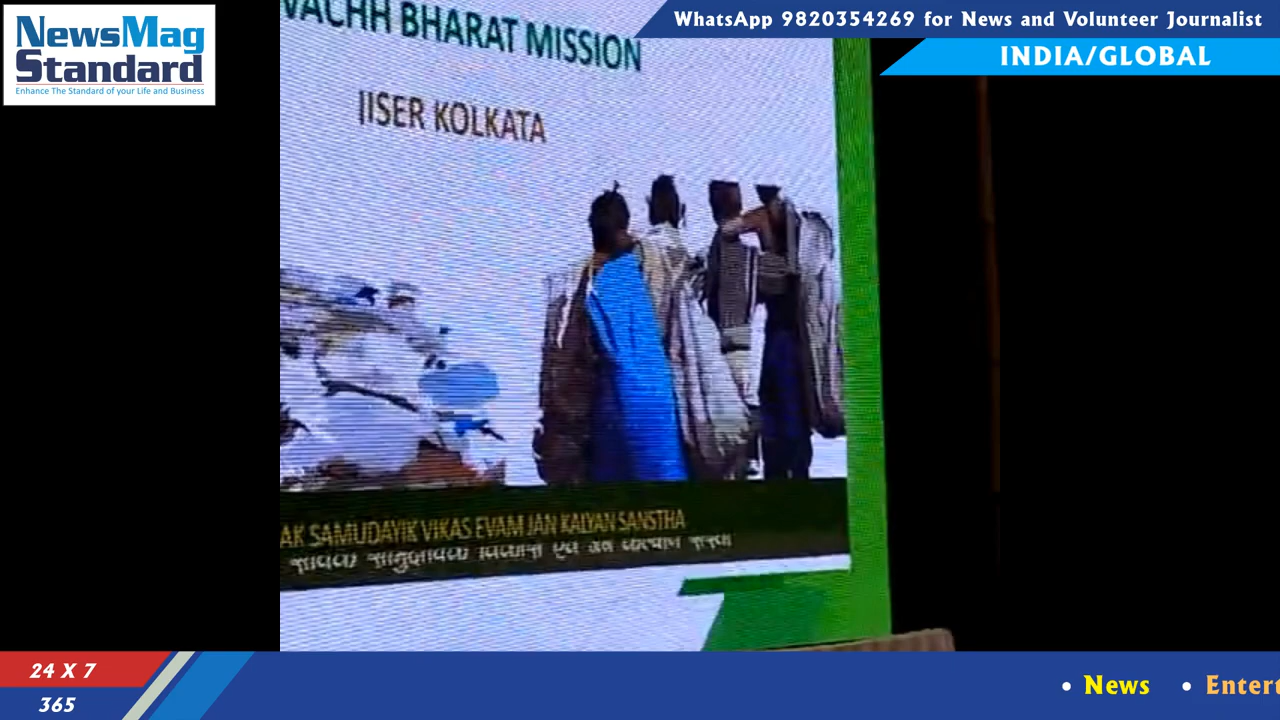 NewsMag
Standard
Enhance The Standard of your Life and Business
WhatsApp 9820354269 for News and Volunteer Journalist
INDIA/GLOBAL
VACHH BHARAT MISSION
IISER KOLKATA
AK SAMUDAYIK VIKAS EVAM JAN KALYAN SANSTHA
24 X 7
365
• News • Entert